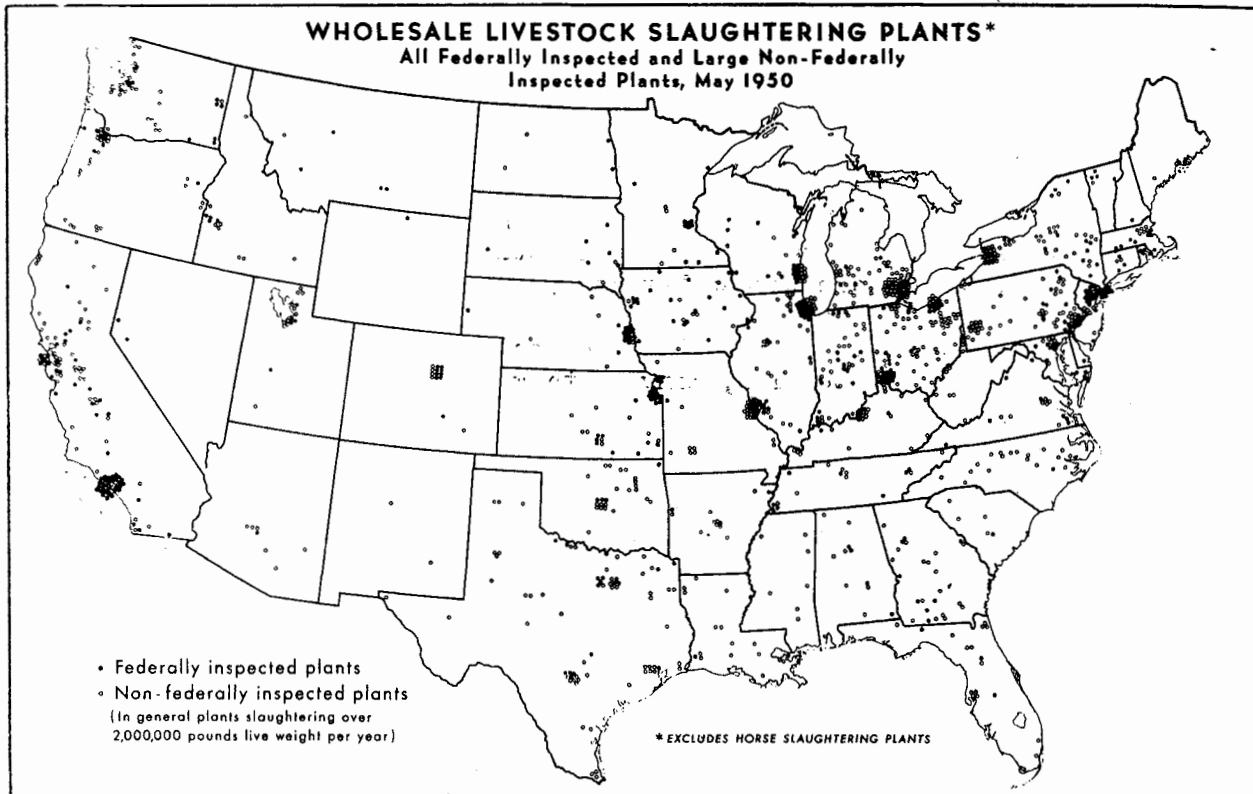 WHOLESALE LIVESTOCK SLAUGHTERING PLANTS*
All Federally Inspected and Large Non-Federally
Inspected Plants, May 1950
• Federally inspected plants
◦ Non-federally inspected plants
(In general plants slaughtering over
2,000,000 pounds live weight per year)
*EXCLUDES HORSE SLAUGHTERING PLANTS